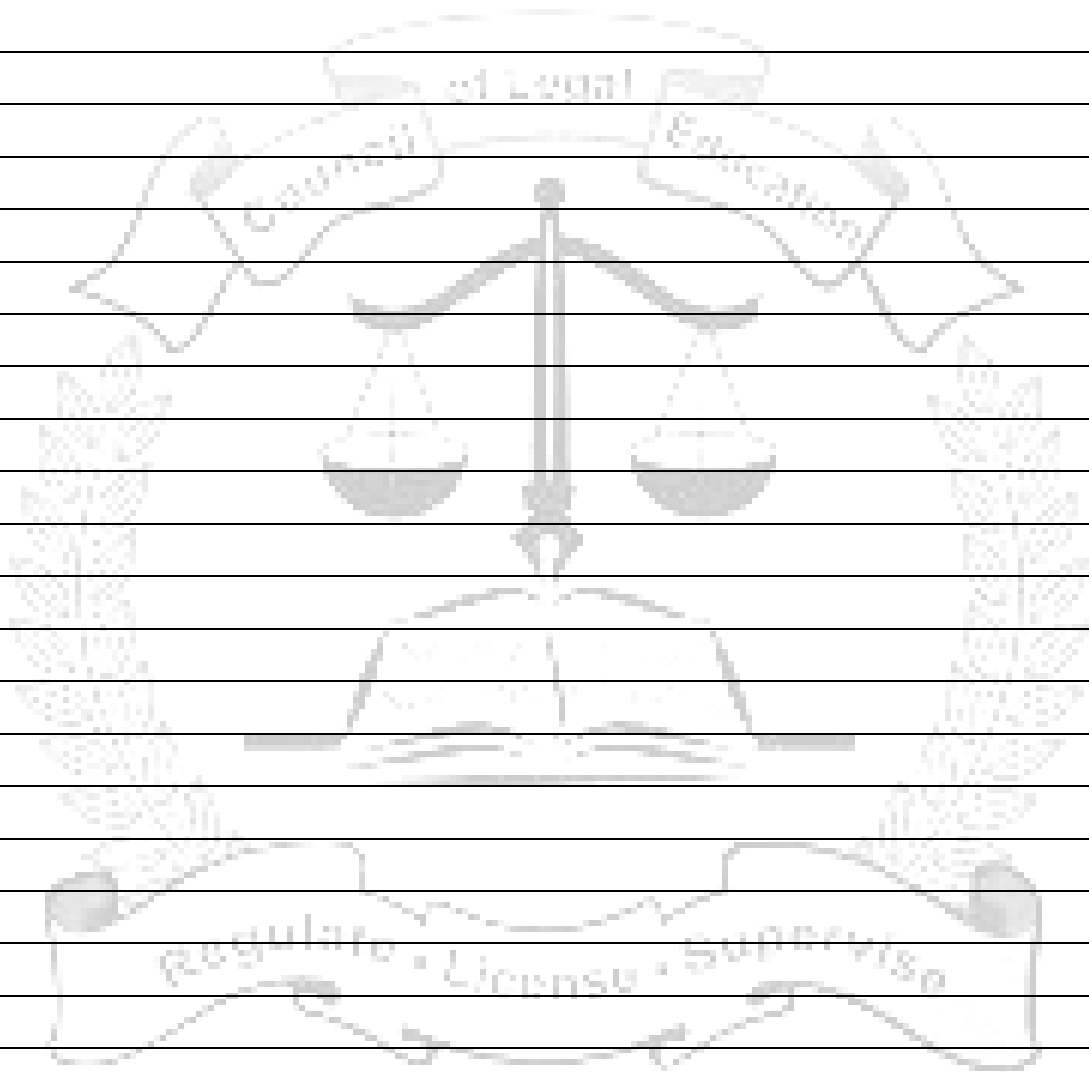 Council of Legal Education
Regulate • License • Supervise